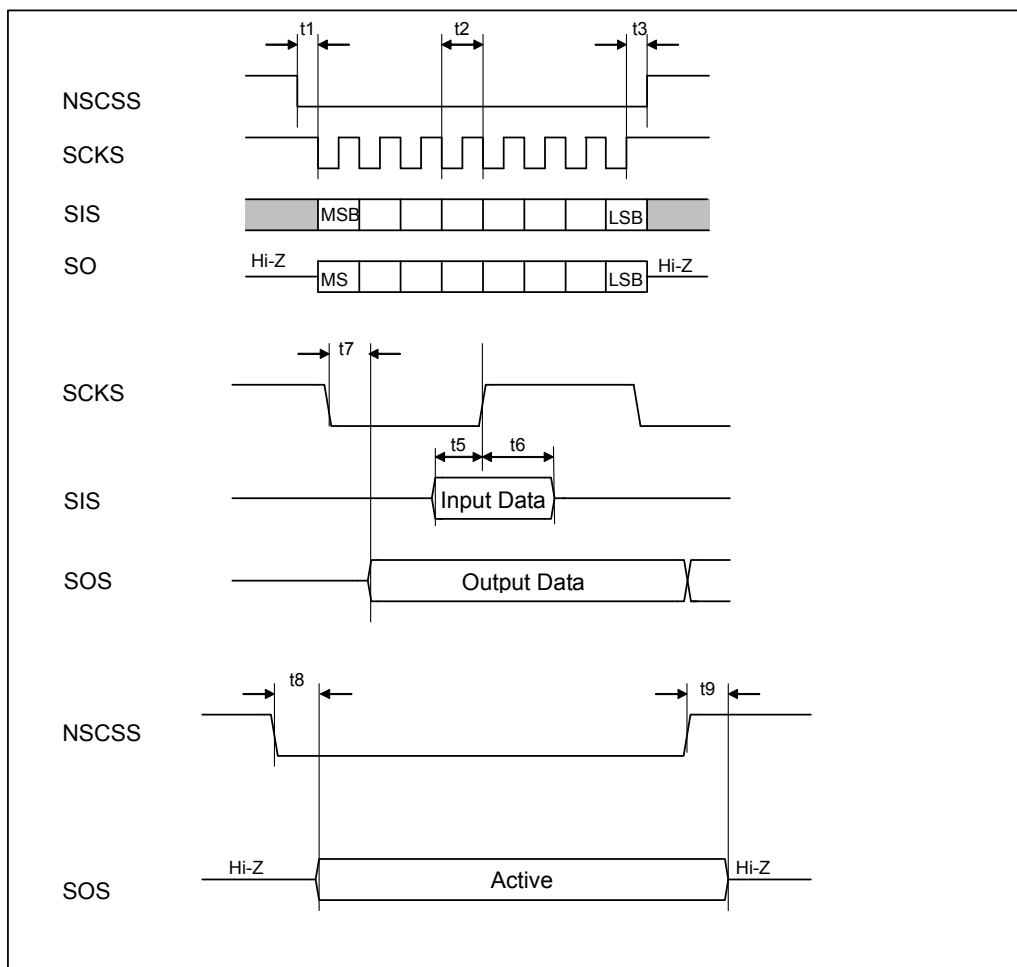 t1 t2 t3
NSCSS
SCKS
SIS MSB LSB
SO Hi-Z MS LSB Hi-Z
t7
SCKS
t5 t6
SIS Input Data
SOS Output Data
t8 t9
NSCSS
Hi-Z Active Hi-Z
SOS